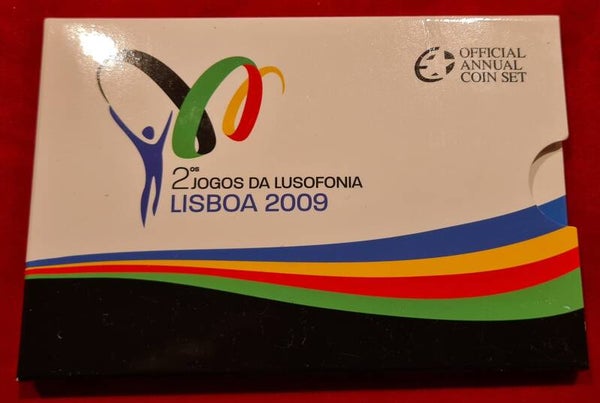 OFFICIAL
ANNUAL
COIN SET
2os JOGOS DA LUSOFONIA
LISBOA 2009